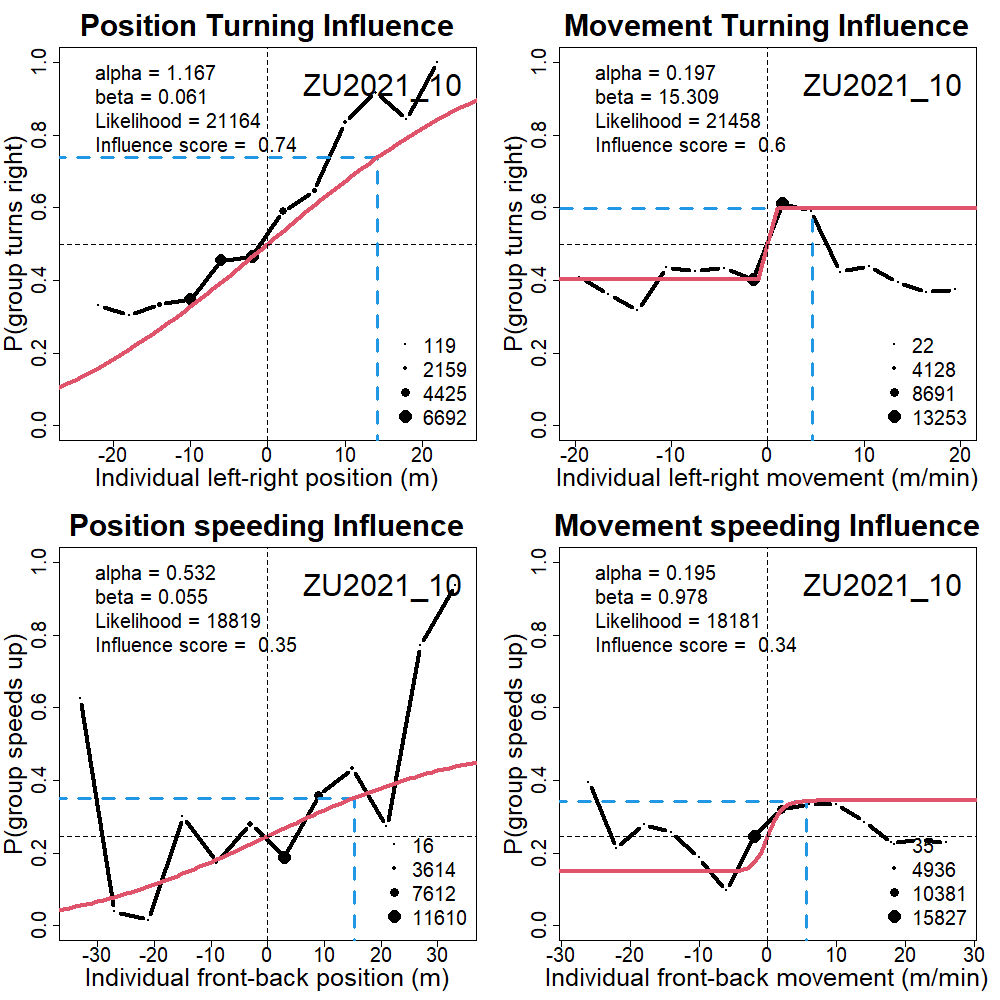 Position Turning Influence
alpha = 1.167
beta = 0.061
Likelihood = 21164
Influence score = 0.74
ZU2021_10
P(group turns right)
0.0 0.2 0.4 0.6 0.8 1.0
119
2159
4425
6692
-20 -10 0 10 20
Individual left-right position (m)
Movement Turning Influence
alpha = 0.197
beta = 15.309
Likelihood = 21458
Influence score = 0.6
ZU2021_10
P(group turns right)
0.0 0.2 0.4 0.6 0.8 1.0
22
4128
8691
13253
-20 -10 0 10 20
Individual left-right movement (m/min)
Position speeding Influence
alpha = 0.532
beta = 0.055
Likelihood = 18819
Influence score = 0.35
ZU2021_10
P(group speeds up)
0.0 0.2 0.4 0.6 0.8 1.0
16
3614
7612
11610
-30 -20 -10 0 10 20 30
Individual front-back position (m)
Movement speeding Influence
alpha = 0.195
beta = 0.978
Likelihood = 18181
Influence score = 0.34
ZU2021_10
P(group speeds up)
0.0 0.2 0.4 0.6 0.8 1.0
35
4936
10381
15827
-30 -20 -10 0 10 20 30
Individual front-back movement (m/min)